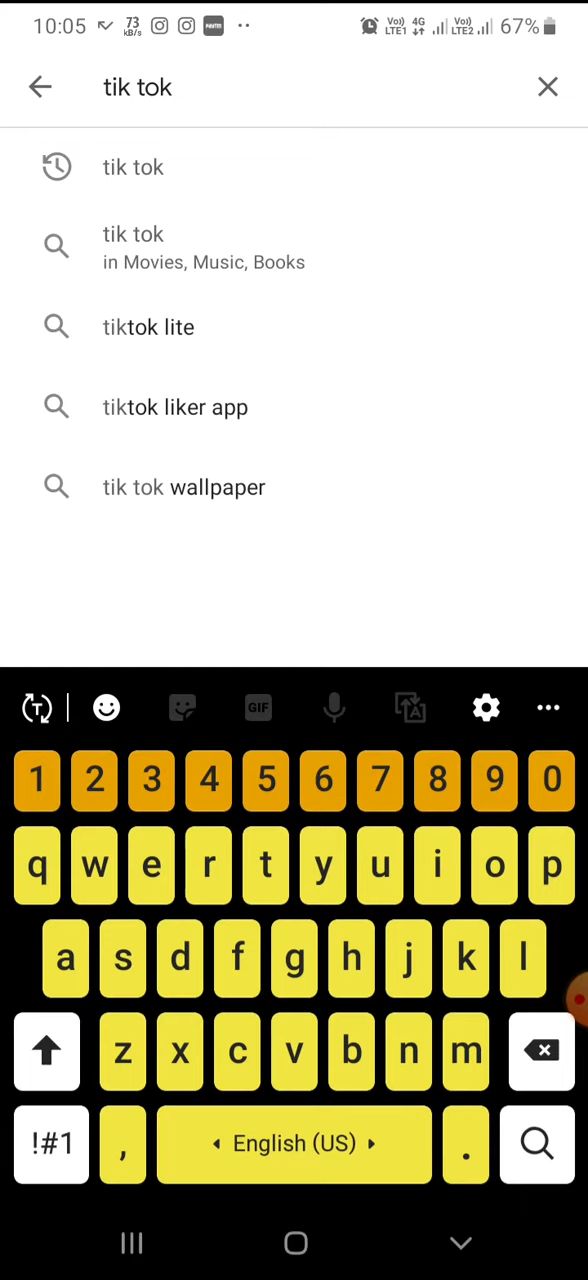 10:05 73 kB/s Paytm Vo) LTE1 4G Vo) LTE2 67%
tik tok
tik tok
tik tok
in Movies, Music, Books
tiktok lite
tiktok liker app
tik tok wallpaper
T GIF A
1 2 3 4 5 6 7 8 9 0
q w e r t y u i o p
a s d f g h j k l
z x c v b n m
!#1 , English (US) .